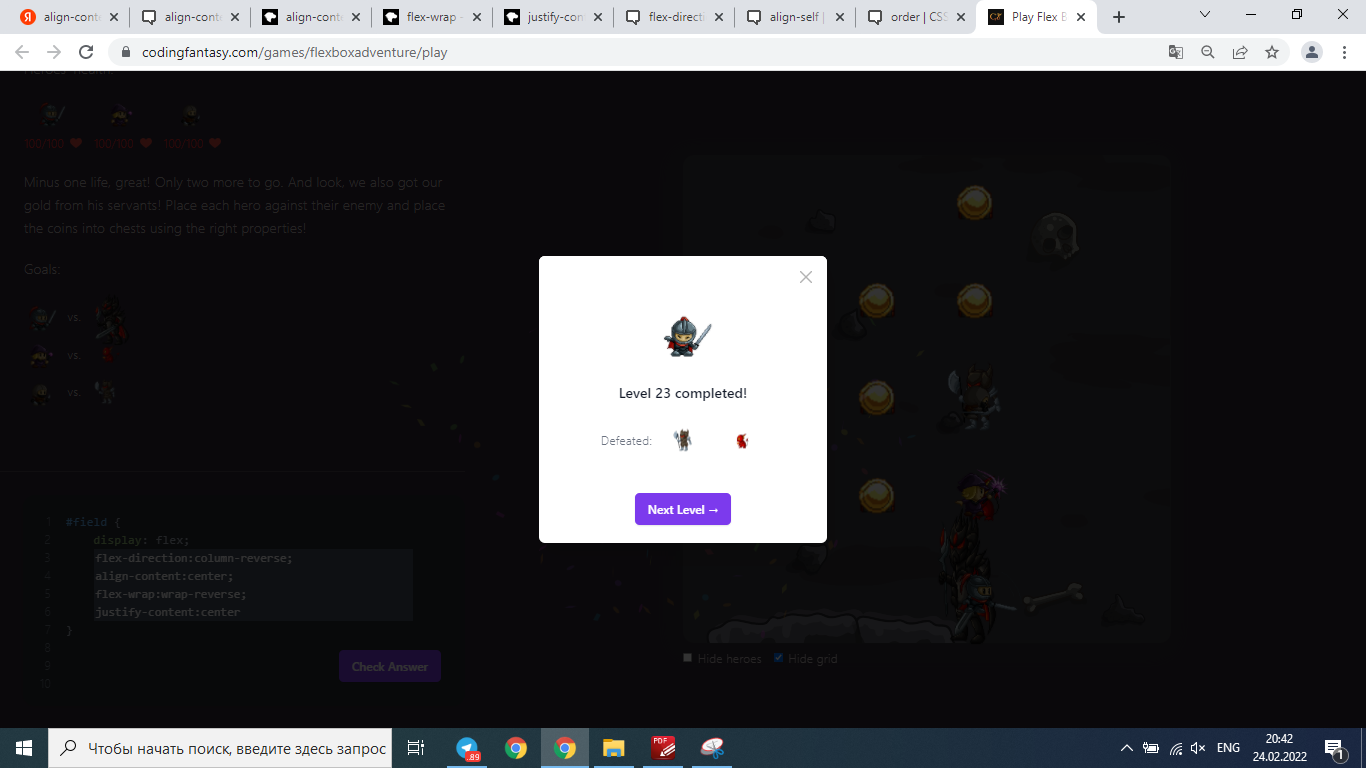 align-conte
align-conte
align-conte
flex-wrap -
justify-con
flex-directi
align-self |
order | CSS
Play Flex B
codingfantasy.com/games/flexboxadventure/play
Heroes' health:
100/100 100/100 100/100
Minus one life, great! Only two more to go. And look, we also got our
gold from his servants! Place each hero against their enemy and place
the coins into chests using the right properties!
Goals:
vs.
vs.
vs.
Level 23 completed!
Defeated:
Next Level →
1 #field {
2 display: flex;
3 flex-direction:column-reverse;
4 align-content:center;
5 flex-wrap:wrap-reverse;
6 justify-content:center
7 }
8
9
10
Check Answer
Hide heroes Hide grid
Чтобы начать поиск, введите здесь запрос
.89
PDF
ENG
20:42
24.02.2022
1